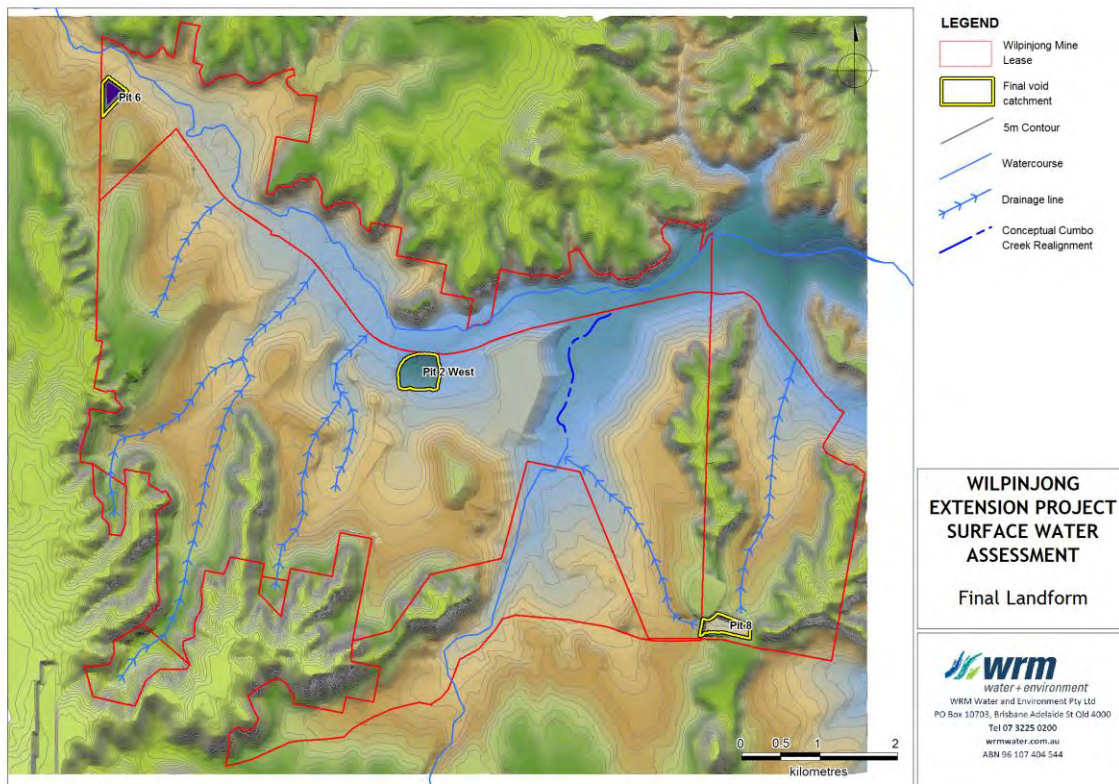 Pit 6
Pit 2 West
Pit 8
0 0.5 1 2
kilometres
LEGEND
Wilpinjong Mine
Lease
Final void
catchment
5m Contour
Watercourse
Drainage line
Conceptual Cumbo
Creek Realignment
WILPINJONG
EXTENSION PROJECT
SURFACE WATER
ASSESSMENT
Final Landform
wrm
water + environment
WRM Water and Environment Pty Ltd
PO Box 10703, Brisbane Adelaide St Qld 4000
Tel 07 3225 0200
wrmwater.com.au
ABN 96 107 404 544